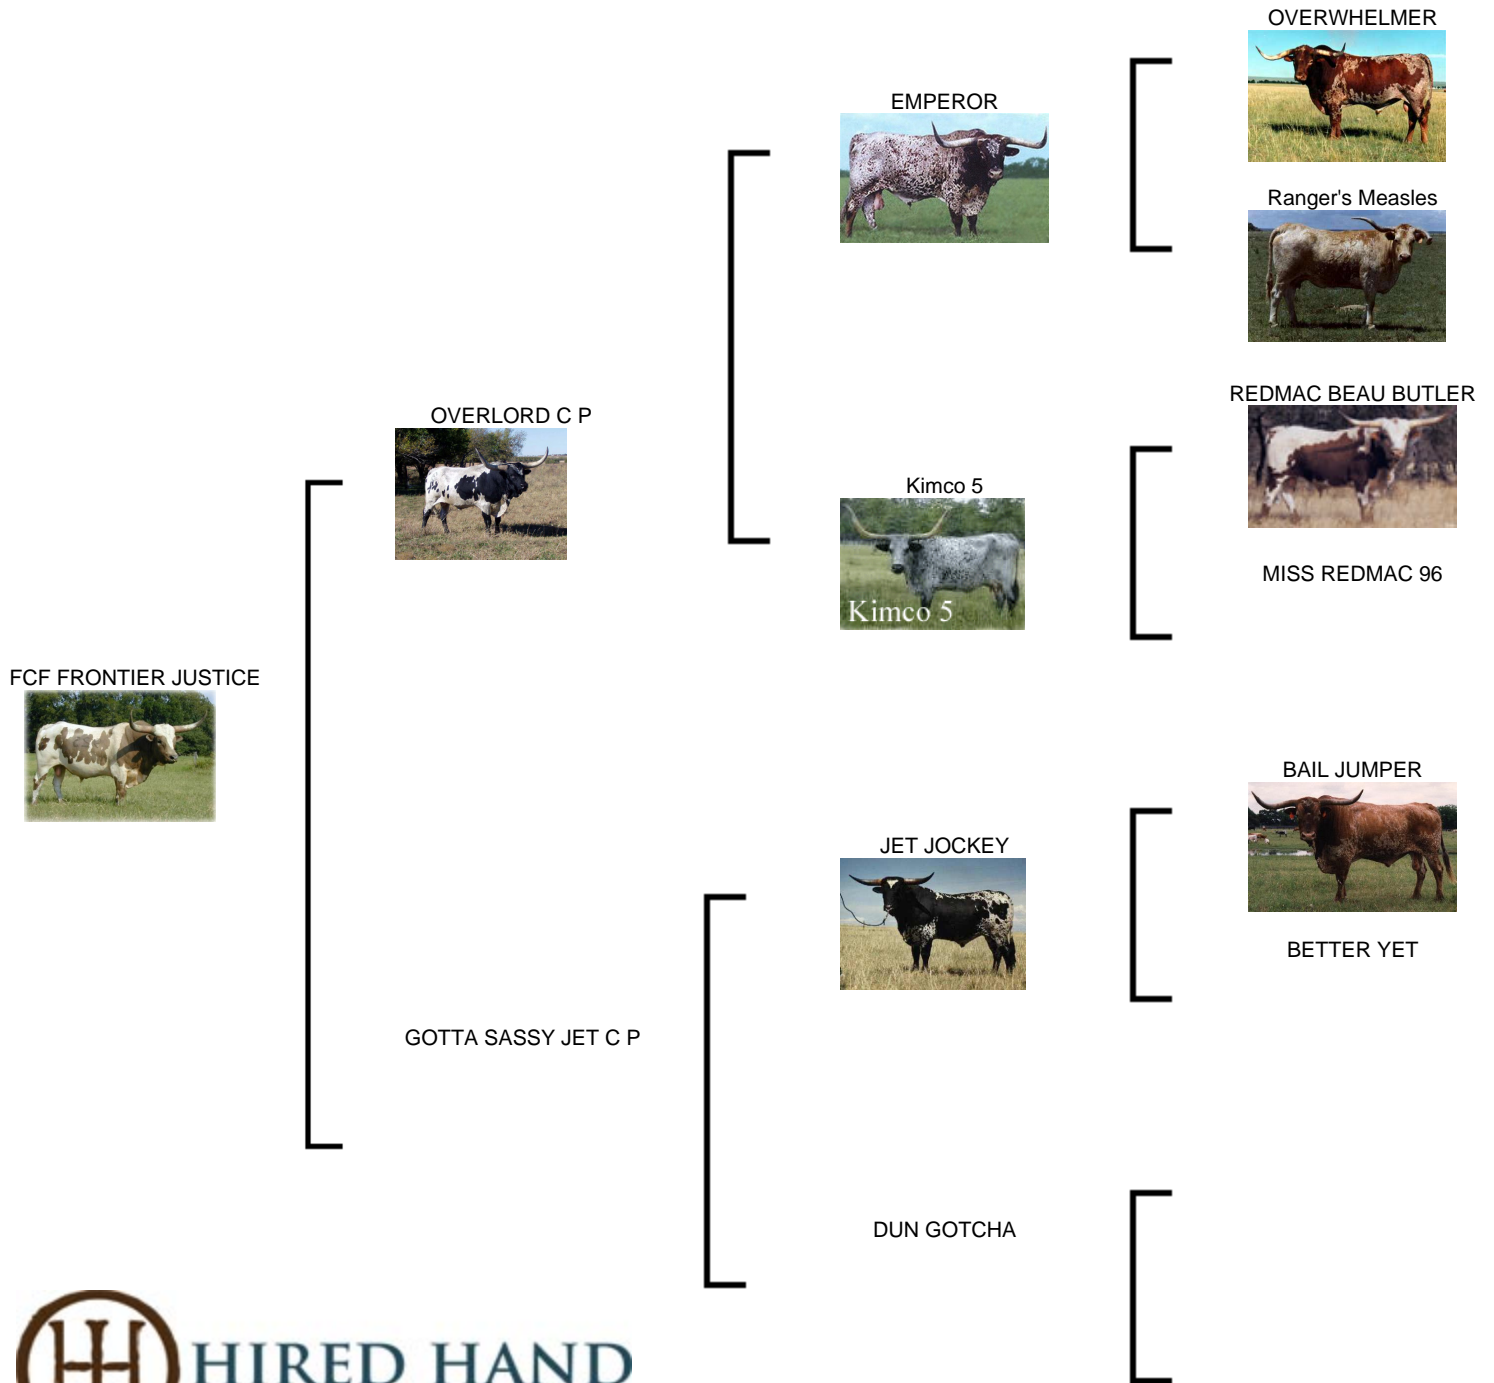 OVERWHELMER
EMPEROR
Ranger's Measles
REDMAC BEAU BUTLER
OVERLORD C P
Kimco 5
Kimco 5
MISS REDMAC 96
FCF FRONTIER JUSTICE
BAIL JUMPER
JET JOCKEY
BETTER YET
GOTTA SASSY JET C P
DUN GOTCHA
HIRED HAND